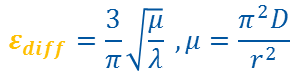 ε_diff = 3/π √(μ/λ) , μ = π²D/r²